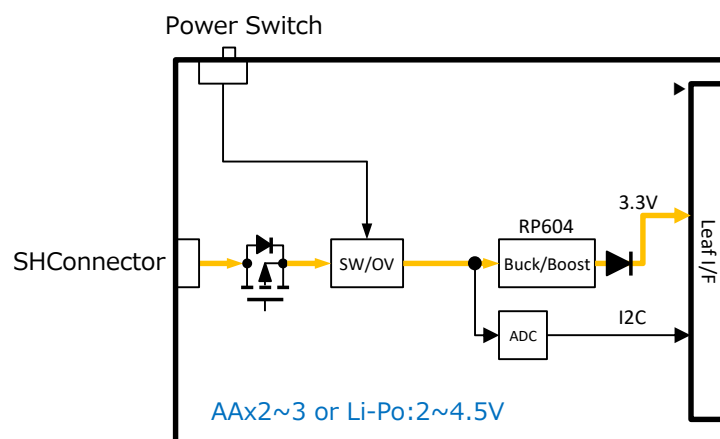 Power Switch
3.3V
RP604
SHConnector
SW/OV
Buck/Boost
Leaf I/F
I2C
ADC
AAx2~3 or Li-Po:2~4.5V